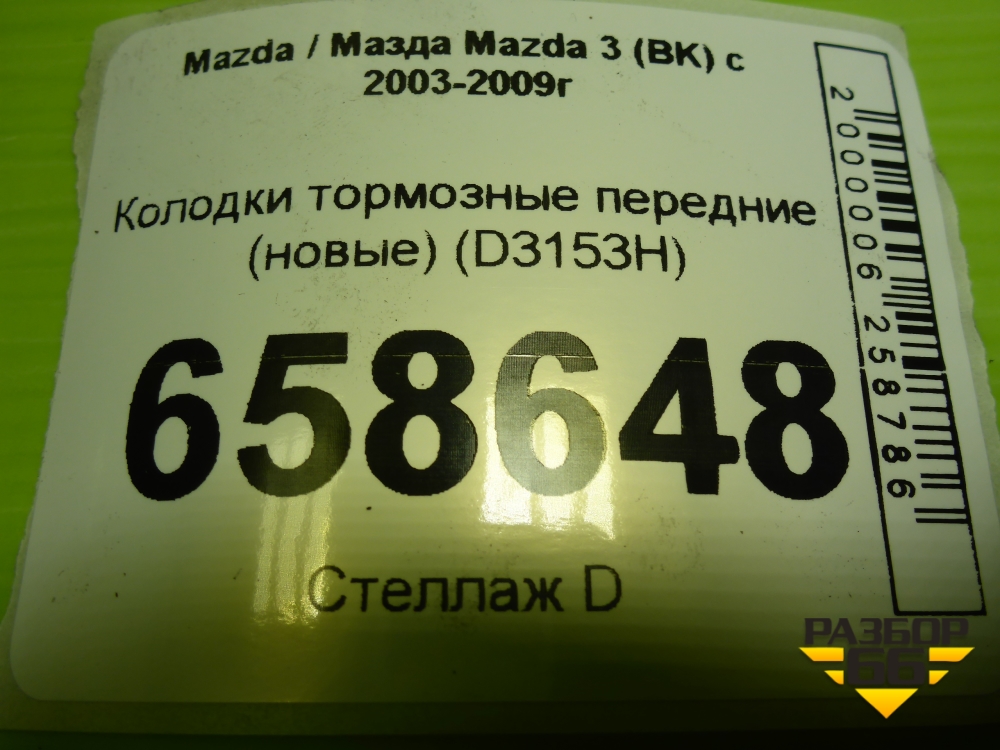 Mazda / Мазда Mazda 3 (BK) с
2003-2009г
Колодки тормозные передние
(новые) (D3153H)
658648
Стеллаж D
2000006258786
РАЗБОР
66